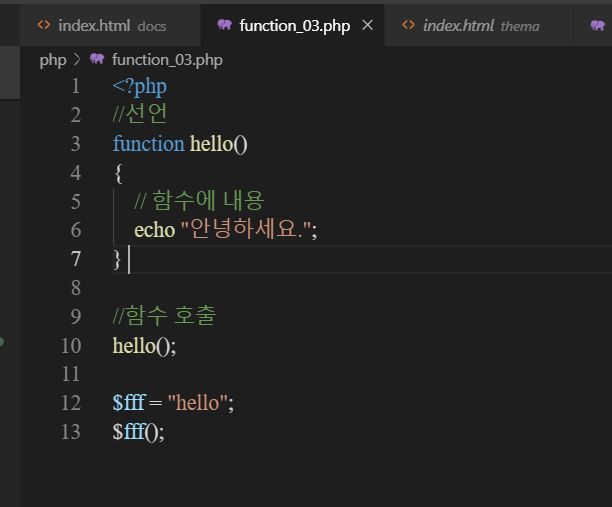 index.html docs function_03.php index.html thema
php > function_03.php
1 <?php
2 //선언
3 function hello()
4 {
5 // 함수에 내용
6 echo "안녕하세요.";
7 }
8
9 //함수 호출
10 hello();
11
12 $fff = "hello";
13 $fff();